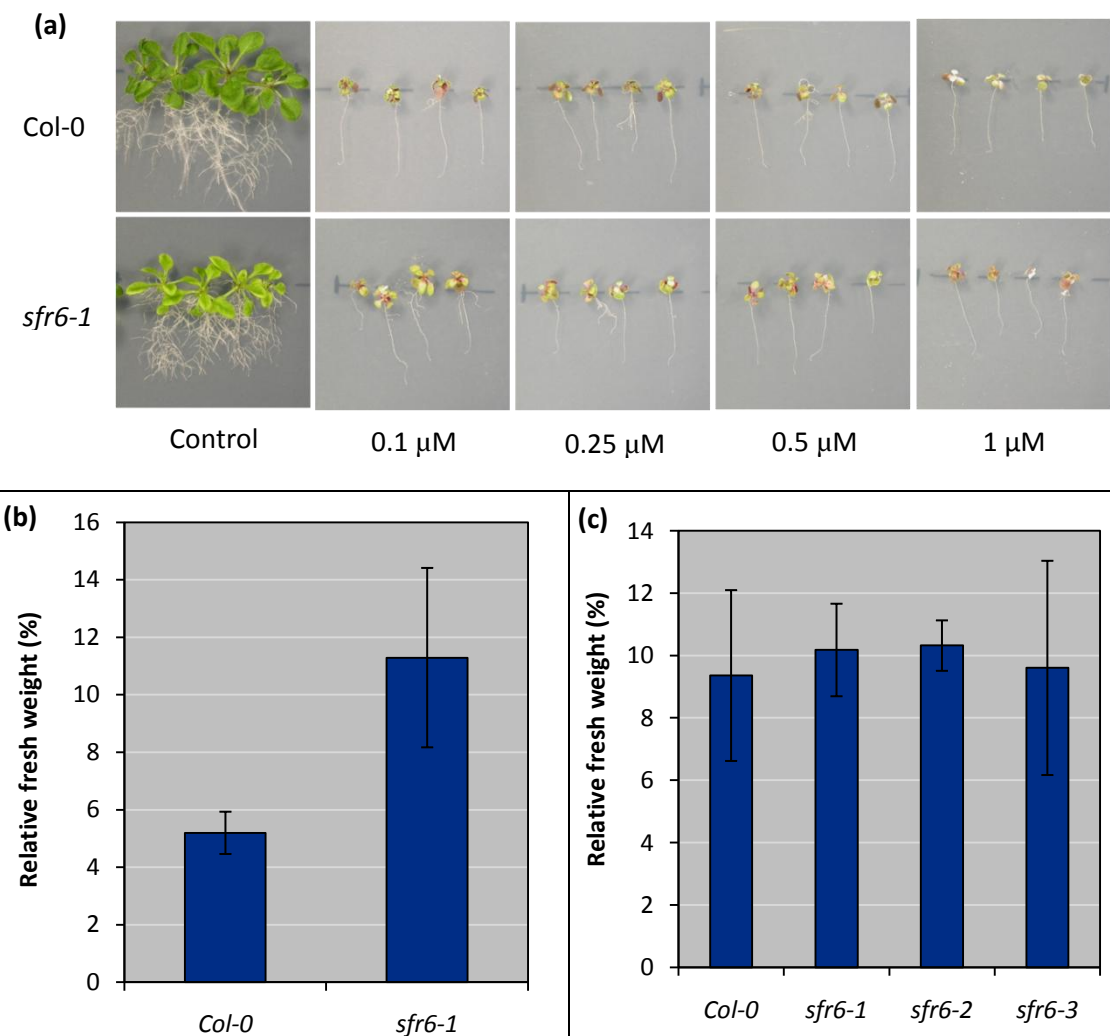 (a)
Col-0
sfr6-1
Control 0.1 μM 0.25 μM 0.5 μM 1 μM
(b)
Relative fresh weight (%)
16
14
12
10
8
6
4
2
0
Col-0 sfr6-1
(c)
Relative fresh weight (%)
14
12
10
8
6
4
2
0
Col-0 sfr6-1 sfr6-2 sfr6-3